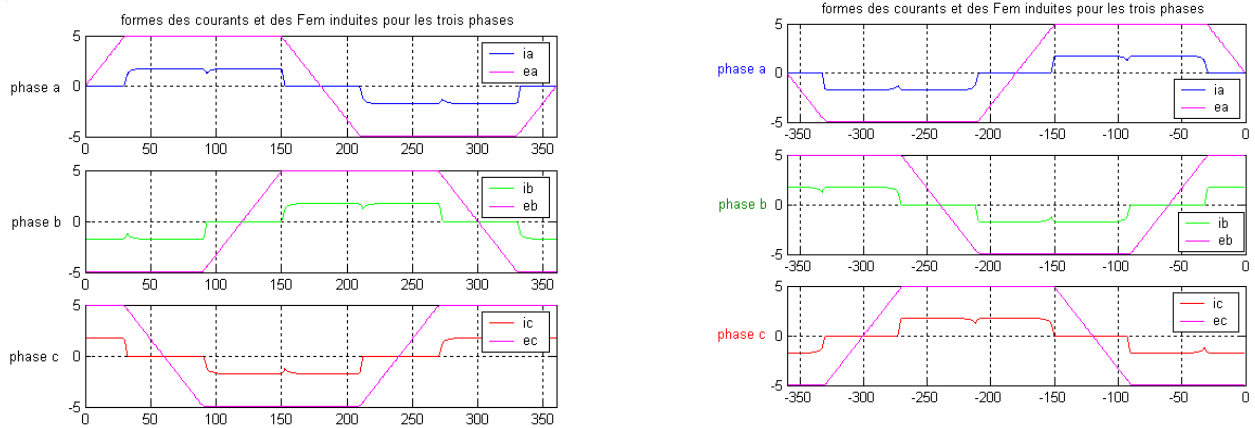 formes des courants et des Fem induites pour les trois phases
5
0
-5
phase a
ia
ea
0 50 100 150 200 250 300 350
5
0
-5
phase b
ib
eb
0 50 100 150 200 250 300 350
5
0
-5
phase c
ic
ec
0 50 100 150 200 250 300 350
formes des courants et des Fem induites pour les trois phases
5
0
-5
phase a
ia
ea
-350 -300 -250 -200 -150 -100 -50 0
5
0
-5
phase b
ib
eb
-350 -300 -250 -200 -150 -100 -50 0
5
0
-5
phase c
ic
ec
-350 -300 -250 -200 -150 -100 -50 0